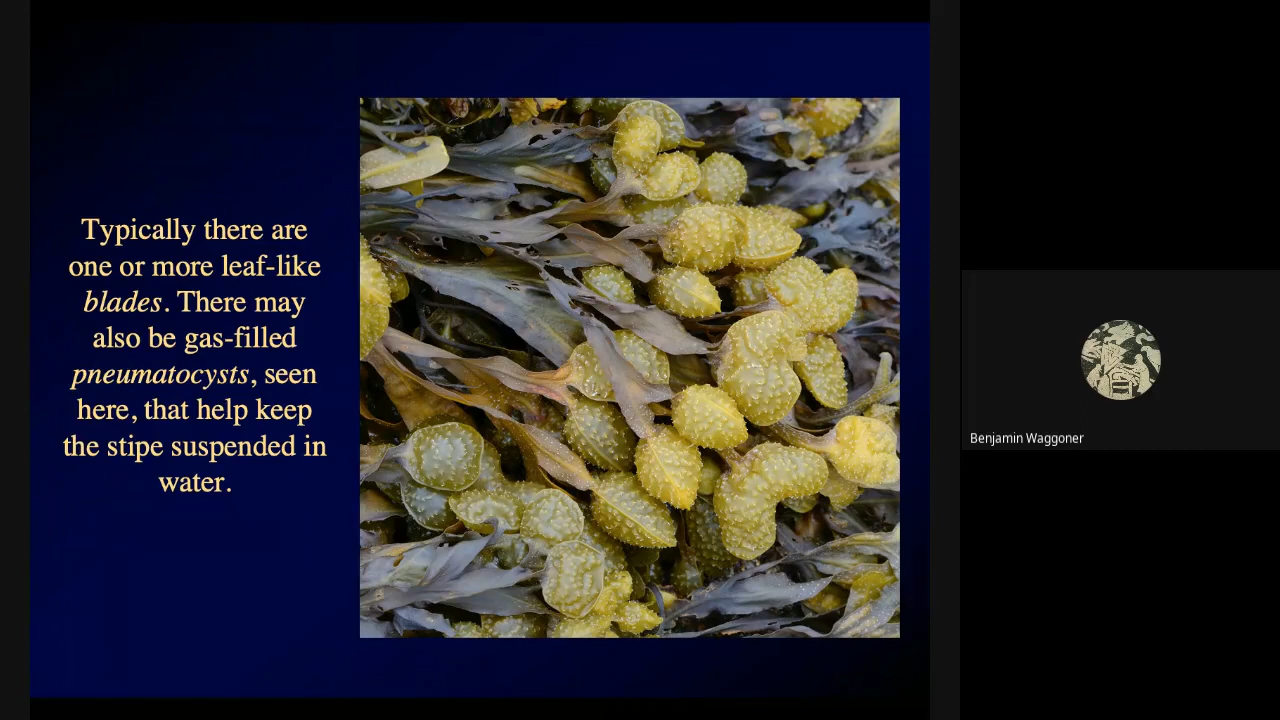 Typically there are
one or more leaf-like
blades. There may
also be gas-filled
pneumatocysts, seen
here, that help keep
the stipe suspended in
water.
Benjamin Waggoner